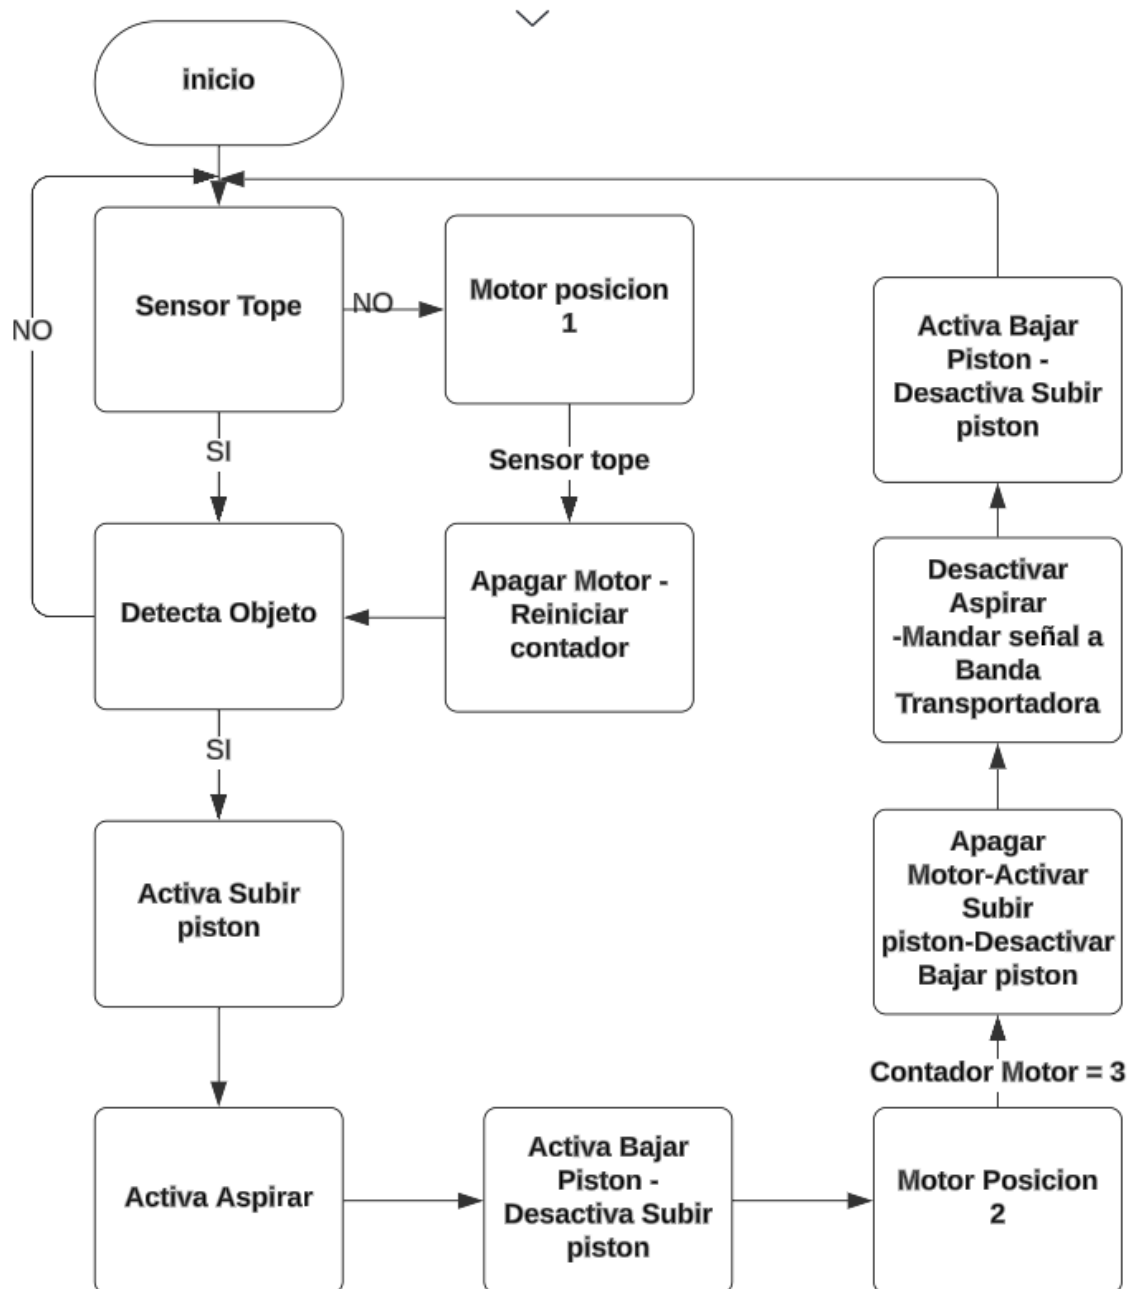 inicio
Sensor Tope
NO
Motor posicion
1
NO
SI
Sensor tope
Detecta Objeto
Apagar Motor -
Reiniciar
contador
SI
Activa Subir
piston
Activa Aspirar
Activa Bajar
Piston -
Desactiva Subir
piston
Motor Posicion
2
Contador Motor = 3
Apagar
Motor-Activar
Subir
piston-Desactivar
Bajar piston
Desactivar
Aspirar
-Mandar señal a
Banda
Transportadora
Activa Bajar
Piston -
Desactiva Subir
piston